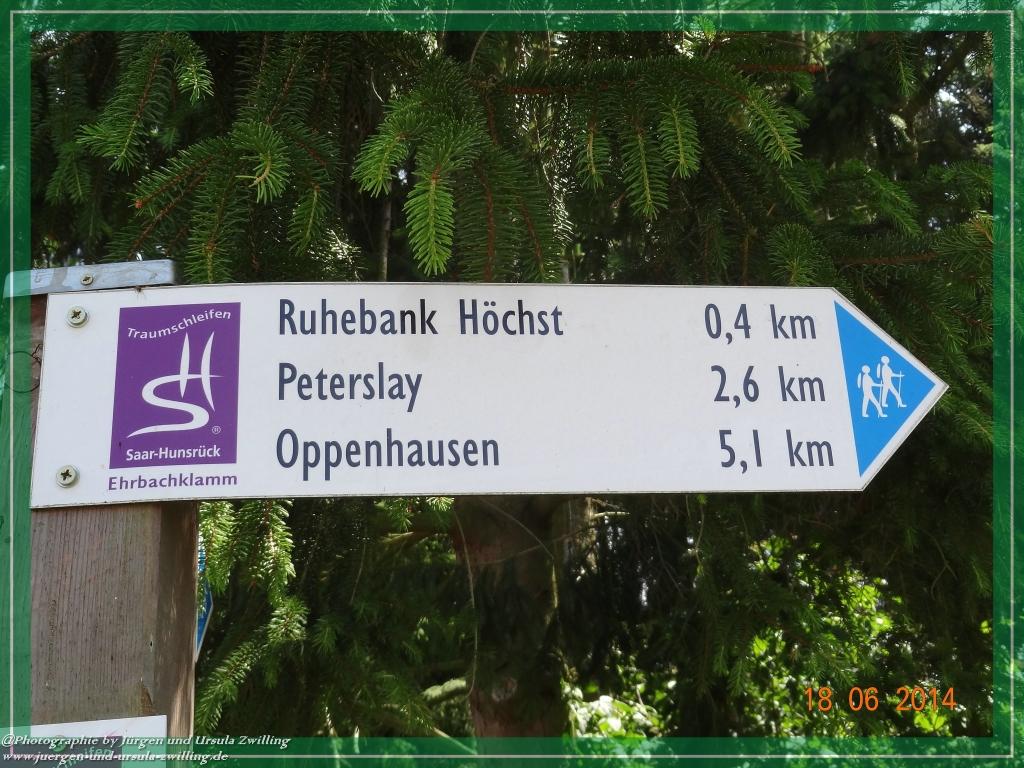 Traumschleifen
SH
®
Saar-Hunsrück
Ehrbachklamm
Ruhebank Höchst 0,4 km
Peterslay 2,6 km
Oppenhausen 5,1 km
18 06 2014
@Photographie by Jürgen und Ursula Zwilling
www.juergen-und-ursula-zwilling.de